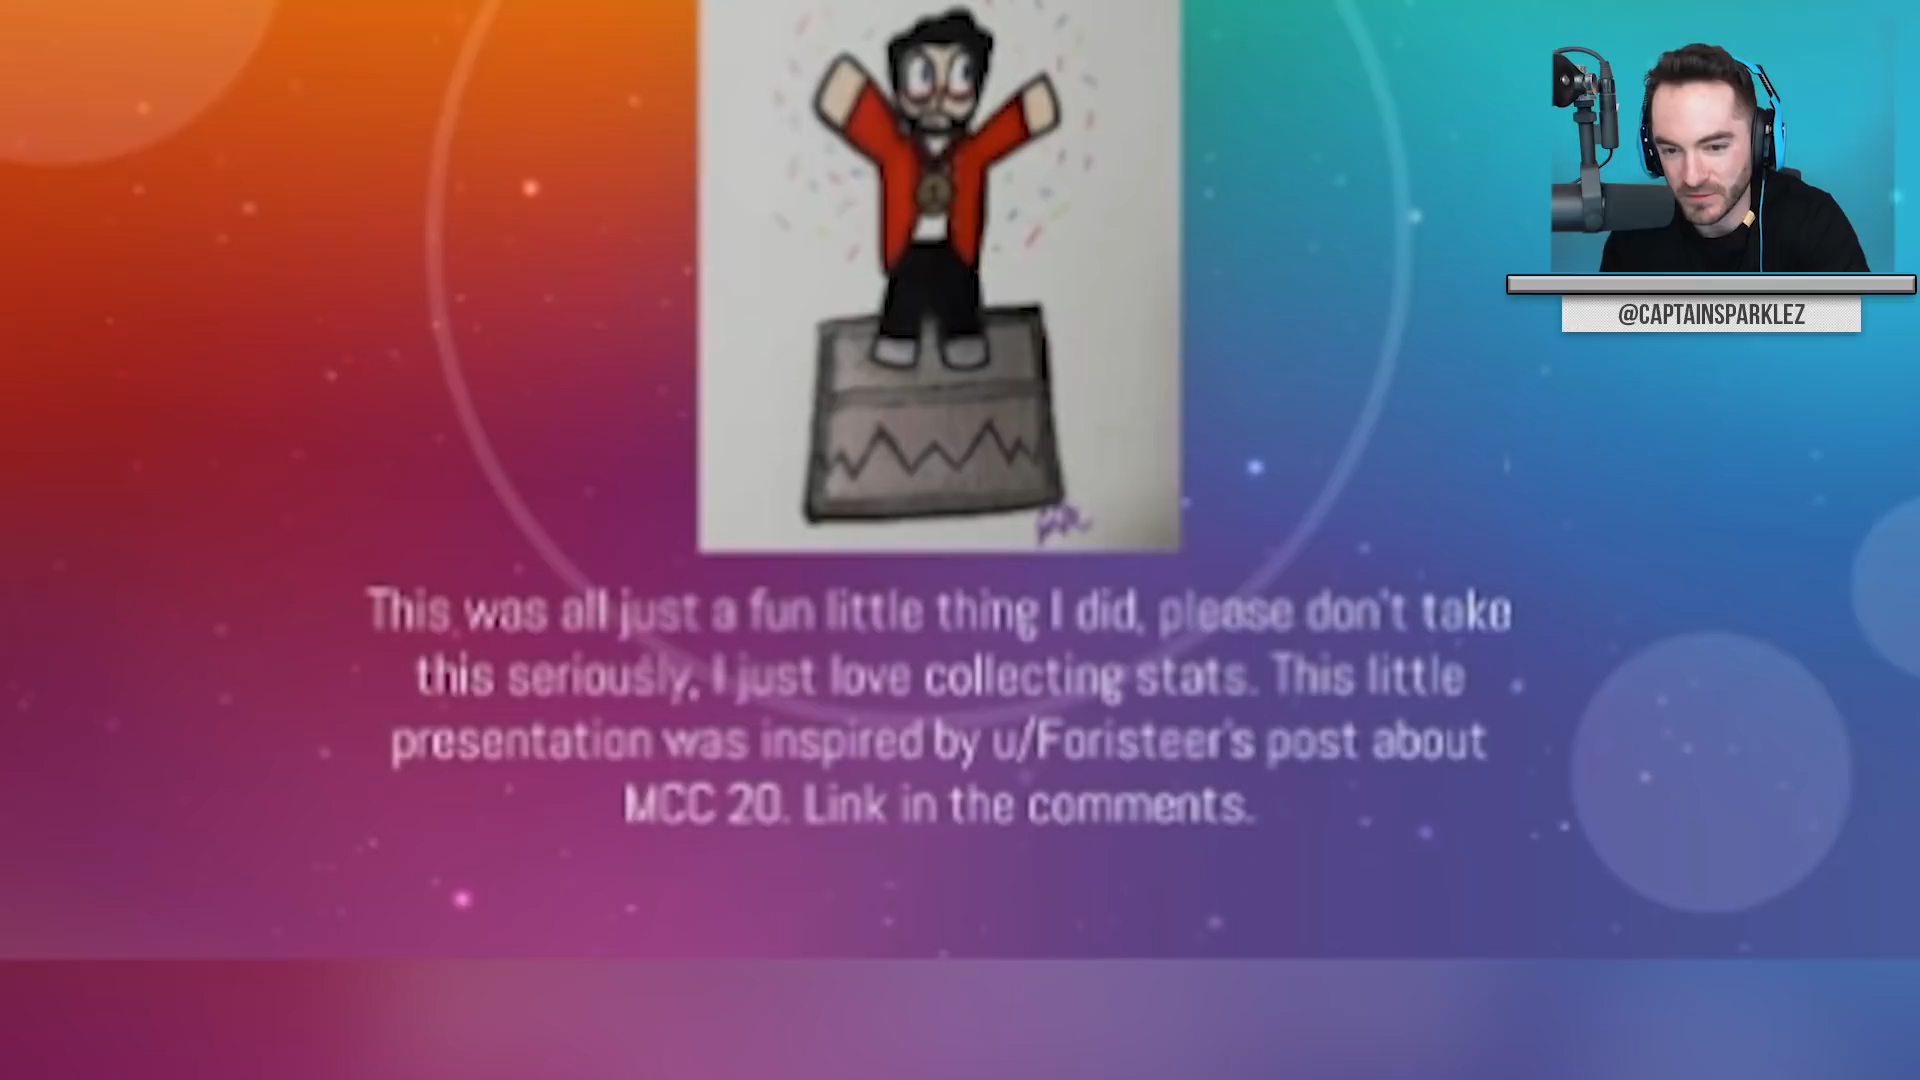 @CAPTAINSPARKLEZ
This was all just a fun little thing I did, please don't take
this seriously, I just love collecting stats. This little
presentation was inspired by u/Foristeer's post about
MCC 20. Link in the comments.